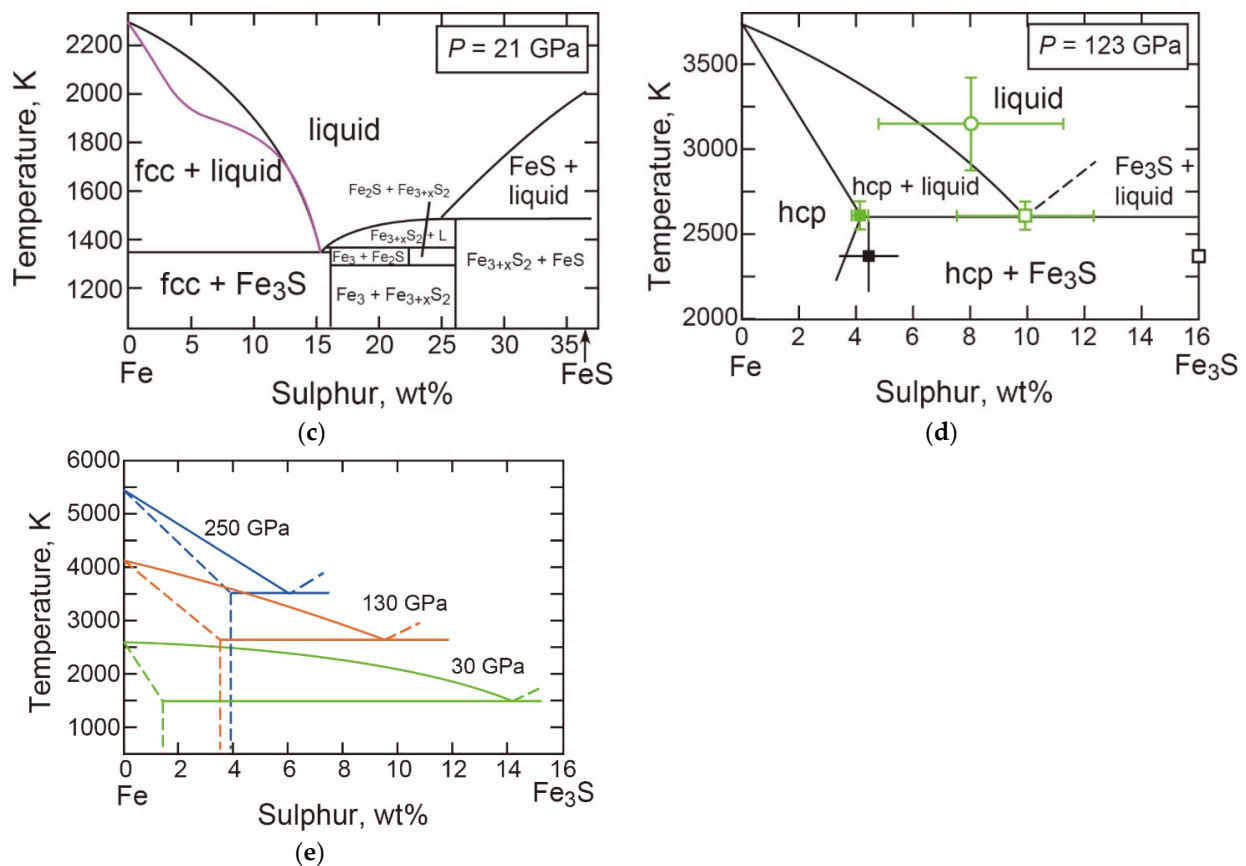 P = 21 GPa
Temperature, K
2200
2000
1800
1600
1400
1200
liquid
fcc + liquid
FeS +
liquid
Fe₂S + Fe₃₊ₓS₂
Fe₃₊ₓS₂ + L
Fe₃ + Fe₂S
Fe₃₊ₓS₂ + FeS
fcc + Fe₃S
Fe₃ + Fe₃₊ₓS₂
0 5 10 15 20 25 30 35
Fe
FeS
Sulphur, wt%
(c)
P = 123 GPa
Temperature, K
3500
3000
2500
2000
liquid
Fe₃S +
liquid
hcp + liquid
hcp
hcp + Fe₃S
0 2 4 6 8 10 12 14 16
Fe
Fe₃S
Sulphur, wt%
(d)
Temperature, K
6000
5000
4000
3000
2000
1000
250 GPa
130 GPa
30 GPa
0 2 4 6 8 10 12 14 16
Fe
Fe₃S
Sulphur, wt%
(e)